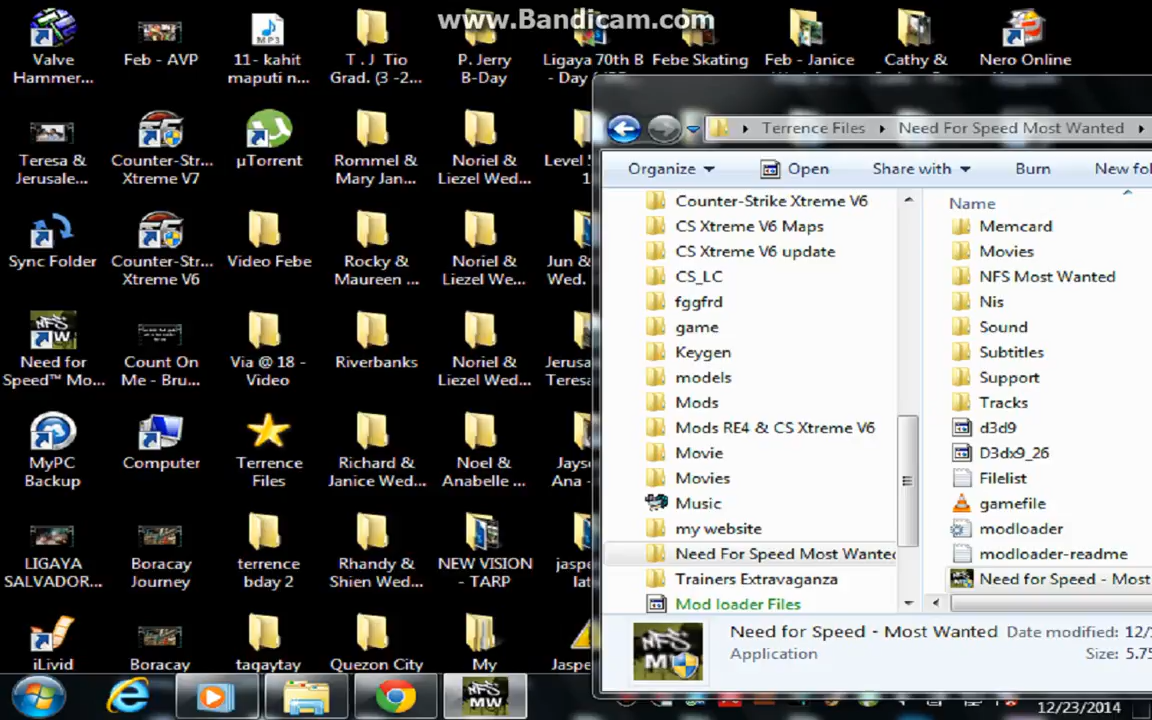 www.Bandicam.com
Valve
Hammer...
Feb - AVP
11- kahit
maputi n...
T . J Tio
Grad. (3 -2...
P. Jerry
B-Day
Ligaya 70th B
- Day
Febe Skating
Feb - Janice
Cathy &
Nero Online
Teresa &
Jerusale...
Counter-Str...
Xtreme V7
µTorrent
Rommel &
Mary Jan...
Noriel &
Liezel Wed...
Level
Sync Folder
Counter-Str...
Xtreme V6
Video Febe
Rocky &
Maureen ...
Noriel &
Liezel We...
Jun &
Wed.
Need for
Speed™ Mo...
Count On
Me - Bru...
Via @ 18 -
Video
Riverbanks
Noriel &
Liezel Wed...
Jerusa
Teresa
MyPC
Backup
Computer
Terrence
Files
Richard &
Janice Wed...
Noel &
Anabelle ...
Jayso
Ana -
LIGAYA
SALVADOR...
Boracay
Journey
terrence
bday 2
Rhandy &
Shien Wed...
NEW VISION
- TARP
jaspe
lat
iLivid
Boracay
tagaytay
Quezon City
My
Jaspe
Terrence Files
Need For Speed Most Wanted
Organize
Open
Share with
Burn
New fol
Counter-Strike Xtreme V6
CS Xtreme V6 Maps
CS Xtreme V6 update
CS_LC
fggfrd
game
Keygen
models
Mods
Mods RE4 & CS Xtreme V6
Movie
Movies
Music
my website
Need For Speed Most Wanted
Trainers Extravaganza
Mod loader Files
Name
Memcard
Movies
NFS Most Wanted
Nis
Sound
Subtitles
Support
Tracks
d3d9
D3dx9_26
Filelist
gamefile
modloader
modloader-readme
Need for Speed - Most
Need for Speed - Most Wanted Date modified: 12/
Application Size: 5.75
NFS
MW
12/23/2014